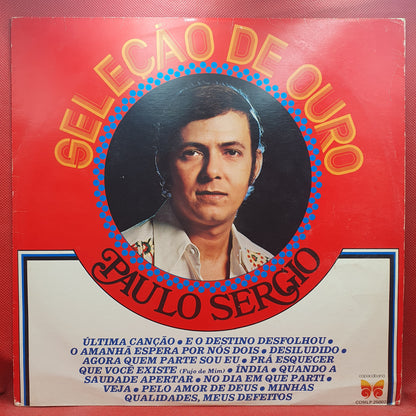 SELEÇÃO DE OURO
PAULO SERGIO
ÚLTIMA CANÇÃO • E O DESTINO DESFOLHOU •
O AMANHÃ ESPERA POR NÓS DOIS • DESILUDIDO •
AGORA QUEM PARTE SOU EU • PRÁ ESQUECER
QUE VOCÊ EXISTE (Fujo de Mim) • ÍNDIA • QUANDO A
SAUDADE APERTAR • NO DIA EM QUE PARTI •
VEJA • PELO AMOR DE DEUS • MINHAS
QUALIDADES, MEUS DEFEITOS
copacabana